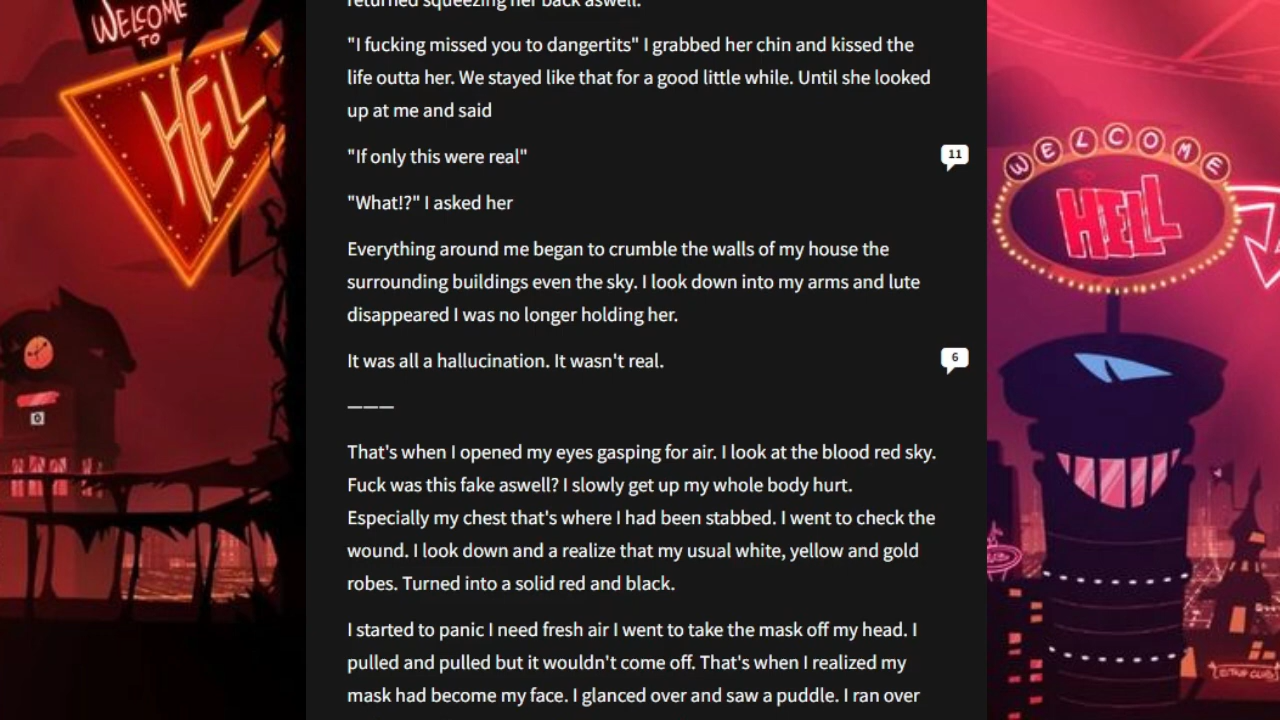 returned squeezing her back aswell.
"I fucking missed you to dangertits" I grabbed her chin and kissed the
life outta her. We stayed like that for a good little while. Until she looked
up at me and said
"If only this were real"
11
"What!?" I asked her
Everything around me began to crumble the walls of my house the
surrounding buildings even the sky. I look down into my arms and lute
disappeared I was no longer holding her.
It was all a hallucination. It wasn't real.
6
———
That's when I opened my eyes gasping for air. I look at the blood red sky.
Fuck was this fake aswell? I slowly get up my whole body hurt.
Especially my chest that's where I had been stabbed. I went to check the
wound. I look down and a realize that my usual white, yellow and gold
robes. Turned into a solid red and black.
I started to panic I need fresh air I went to take the mask off my head. I
pulled and pulled but it wouldn't come off. That's when I realized my
mask had become my face. I glanced over and saw a puddle. I ran over
WELCOME
TO
HELL
WELCOME
TO
HELL